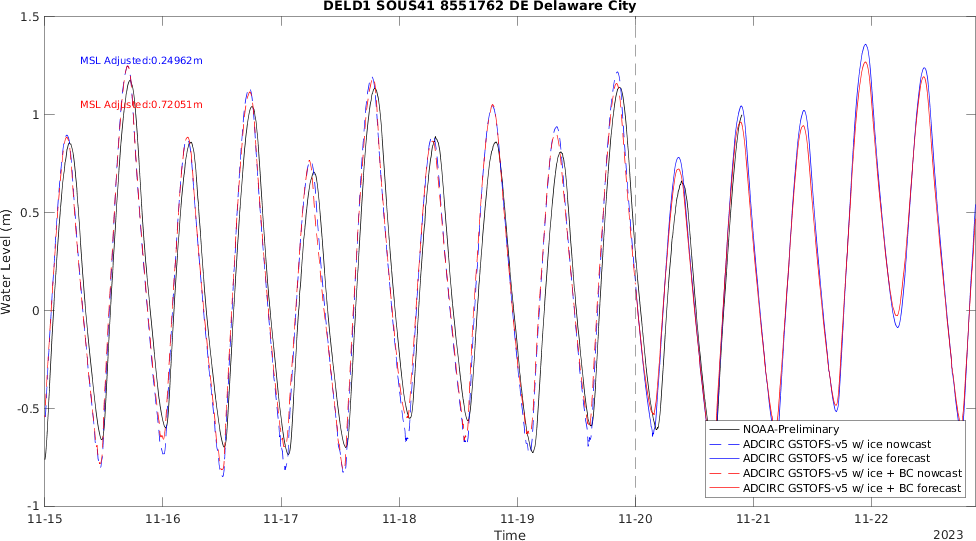 DELD1 SOUS41 8551762 DE Delaware City
MSL Adjusted:0.24962m
MSL Adjusted:0.72051m
Water Level (m)
1.5
1
0.5
0
-0.5
-1
NOAA-Preliminary
ADCIRC GSTOFS-v5 w/ ice nowcast
ADCIRC GSTOFS-v5 w/ ice forecast
ADCIRC GSTOFS-v5 w/ ice + BC nowcast
ADCIRC GSTOFS-v5 w/ ice + BC forecast
11-15 11-16 11-17 11-18 11-19 11-20 11-21 11-22
Time
2023